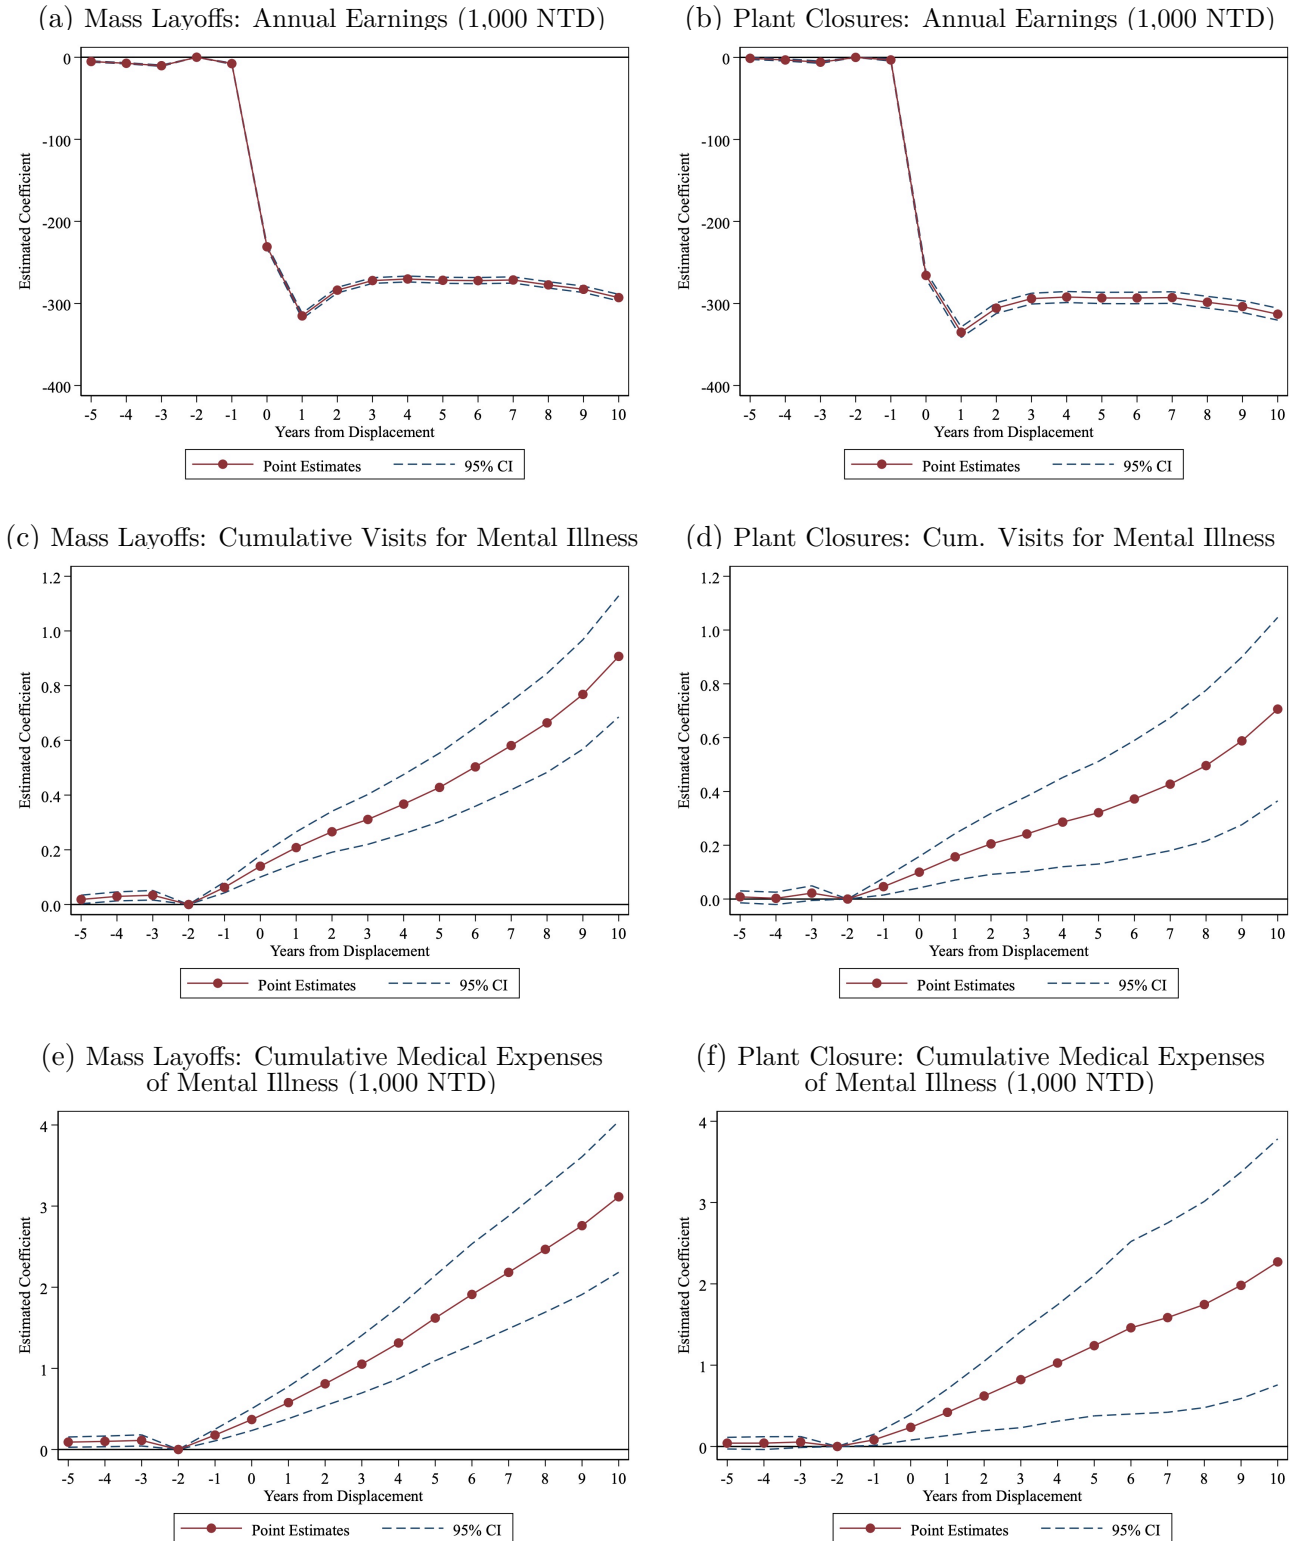 (a) Mass Layoffs: Annual Earnings (1,000 NTD)
0
-100
-200
-300
-400
Estimated Coefficient
-5 -4 -3 -2 -1 0 1 2 3 4 5 6 7 8 9 10
Years from Displacement
Point Estimates 95% CI
(b) Plant Closures: Annual Earnings (1,000 NTD)
0
-100
-200
-300
-400
Estimated Coefficient
-5 -4 -3 -2 -1 0 1 2 3 4 5 6 7 8 9 10
Years from Displacement
Point Estimates 95% CI
(c) Mass Layoffs: Cumulative Visits for Mental Illness
1.2
1.0
0.8
0.6
0.4
0.2
0.0
Estimated Coefficient
-5 -4 -3 -2 -1 0 1 2 3 4 5 6 7 8 9 10
Years from Displacement
Point Estimates 95% CI
(d) Plant Closures: Cum. Visits for Mental Illness
1.2
1.0
0.8
0.6
0.4
0.2
0.0
Estimated Coefficient
-5 -4 -3 -2 -1 0 1 2 3 4 5 6 7 8 9 10
Years from Displacement
Point Estimates 95% CI
(e) Mass Layoffs: Cumulative Medical Expenses
of Mental Illness (1,000 NTD)
4
3
2
1
0
Estimated Coefficient
-5 -4 -3 -2 -1 0 1 2 3 4 5 6 7 8 9 10
Years from Displacement
Point Estimates 95% CI
(f) Plant Closure: Cumulative Medical Expenses
of Mental Illness (1,000 NTD)
4
3
2
1
0
Estimated Coefficient
-5 -4 -3 -2 -1 0 1 2 3 4 5 6 7 8 9 10
Years from Displacement
Point Estimates 95% CI